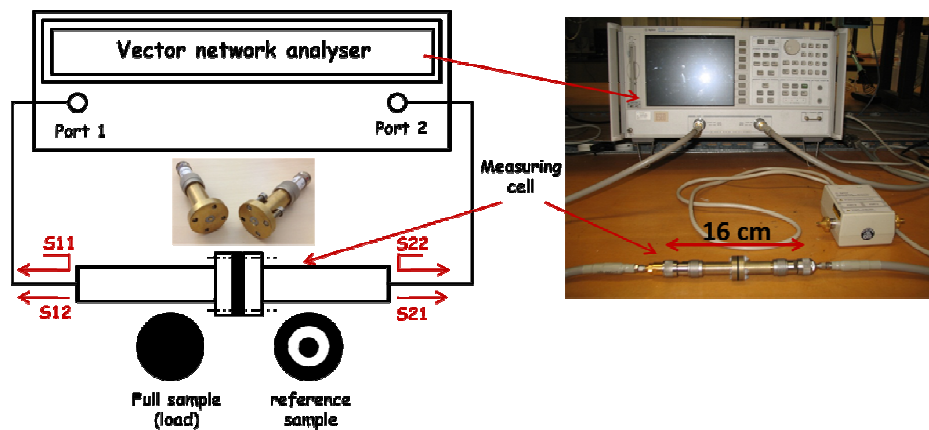 Vector network analyser
Port 1
Port 2
Measuring
cell
S11
S22
16 cm
S12
S21
Full sample
(load)
reference
sample